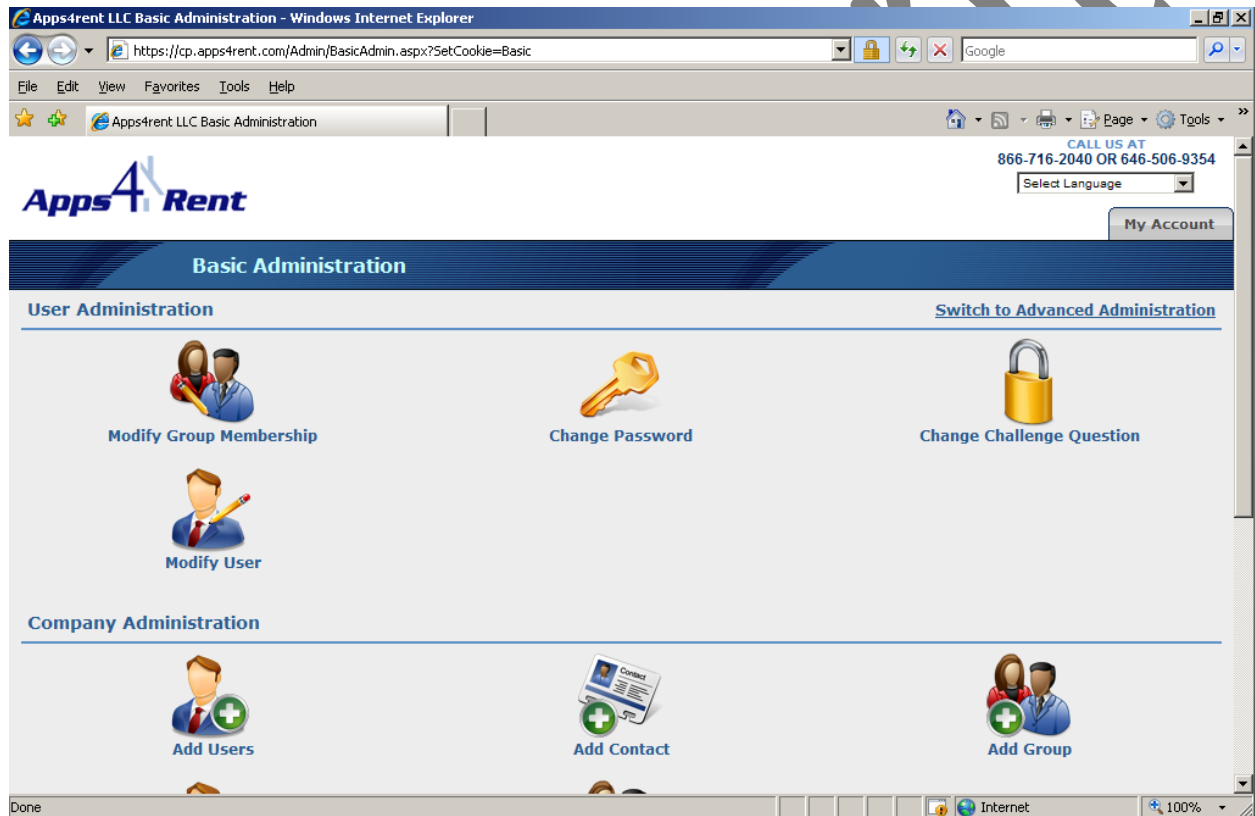 Apps4rent LLC Basic Administration - Windows Internet Explorer
https://cp.apps4rent.com/Admin/BasicAdmin.aspx?SetCookie=Basic
Google
File Edit View Favorites Tools Help
Apps4rent LLC Basic Administration
Page Tools
CALL US AT
866-716-2040 OR 646-506-9354
Select Language
Apps4Rent
My Account
Basic Administration
User Administration
Switch to Advanced Administration
Modify Group Membership
Change Password
Change Challenge Question
Modify User
Company Administration
Contact
Add Users
Add Contact
Add Group
Done
Internet
100%